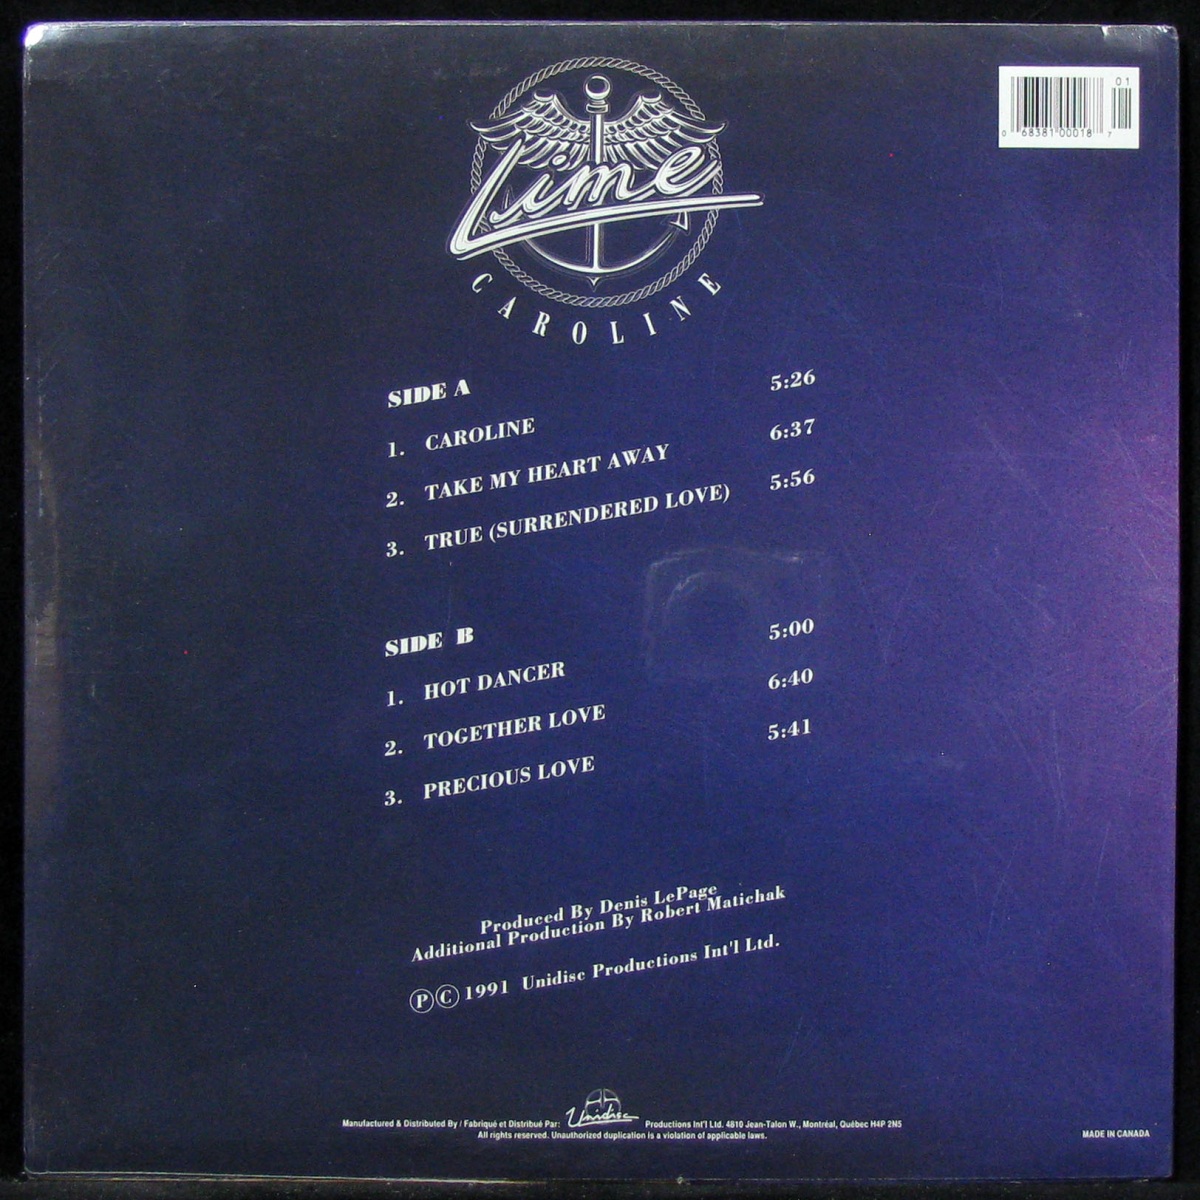 01
0 68381 00018 7
Lime
CAROLINE
SIDE A
1. CAROLINE 5:26
2. TAKE MY HEART AWAY 6:37
3. TRUE (SURRENDERED LOVE) 5:56
SIDE B
1. HOT DANCER 5:00
2. TOGETHER LOVE 6:40
3. PRECIOUS LOVE 5:41
Produced By Denis LePage
Additional Production By Robert Matichak
Ⓟ © 1991 Unidisc Productions Int'l Ltd.
Manufactured & Distributed By / Fabriqué et Distribué Par: Unidisc Productions Int'l Ltd. 4810 Jean-Talon W., Montréal, Québec H4P 2N5
All rights reserved. Unauthorized duplication is a violation of applicable laws.
MADE IN CANADA